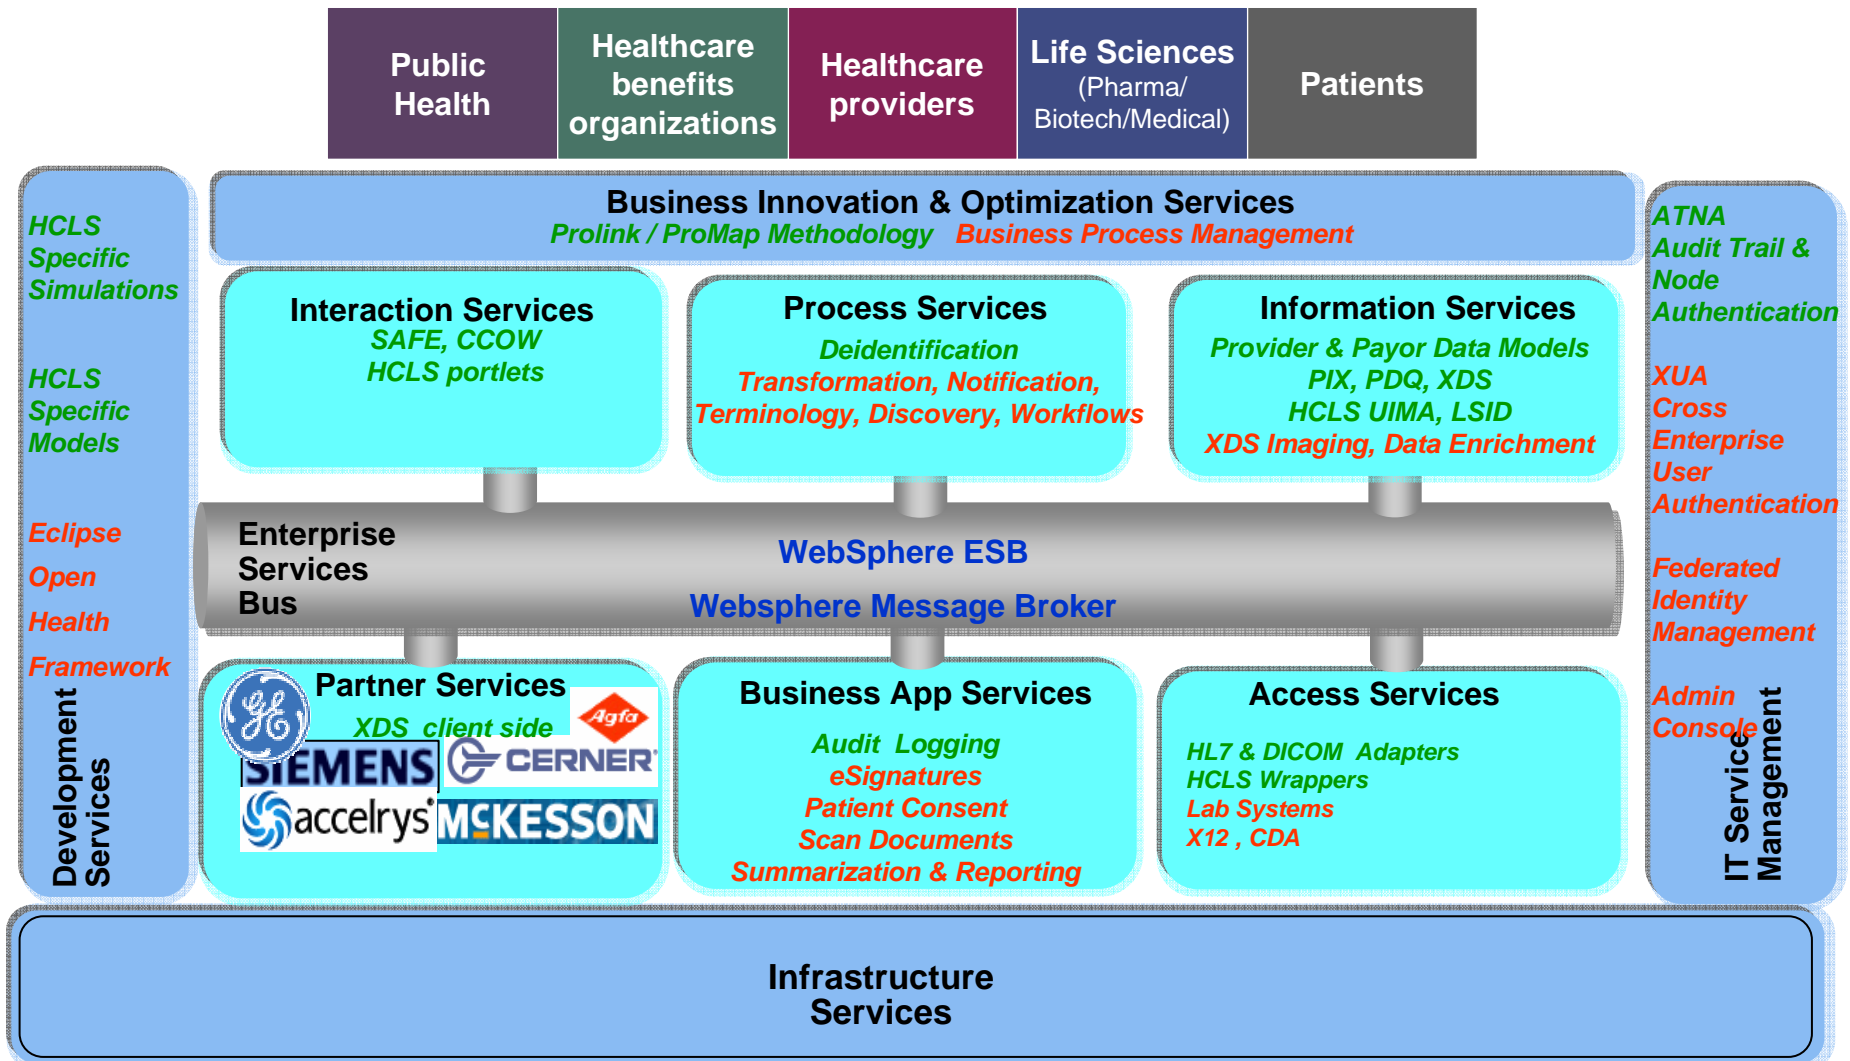 Public
Health
Healthcare
benefits
organizations
Healthcare
providers
Life Sciences
(Pharma/
Biotech/Medical)
Patients
Business Innovation & Optimization Services
Prolink / ProMap Methodology Business Process Management
HCLS
Specific
Simulations
HCLS
Specific
Models
Eclipse
Open
Health
Framework
Development
Services
Interaction Services
SAFE, CCOW
HCLS portlets
Process Services
Deidentification
Transformation, Notification,
Terminology, Discovery, Workflows
Information Services
Provider & Payor Data Models
PIX, PDQ, XDS
HCLS UIMA, LSID
XDS Imaging, Data Enrichment
Enterprise
Services
Bus
WebSphere ESB
Websphere Message Broker
Partner Services
XDS client side
GE
Agfa
SIEMENS
CERNER
accelrys
McKESSON
Business App Services
Audit Logging
eSignatures
Patient Consent
Scan Documents
Summarization & Reporting
Access Services
HL7 & DICOM Adapters
HCLS Wrappers
Lab Systems
X12 , CDA
ATNA
Audit Trail &
Node
Authentication
XUA
Cross
Enterprise
User
Authentication
Federated
Identity
Management
Admin
Console
IT Service
Management
Infrastructure
Services